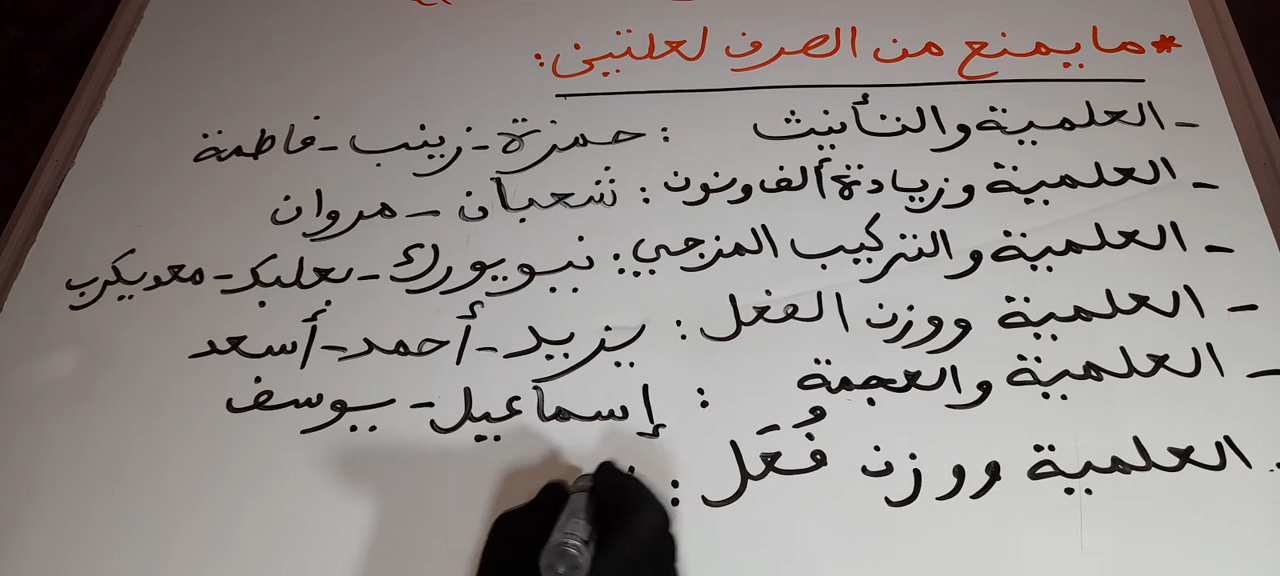 * ما يمنع من الصرف لعلتين:
- العلمية والتأنيث : حمزة - زينب - فاطمة
- العلمية وزيادة ألف ونون : شعبان - مروان
- العلمية والتركيب المزجي : نيويورك - بعلبك - معديكرب
- العلمية ووزن الفعل : يزيد - أحمد - أسعد
- العلمية والعجمة : إسماعيل - يوسف
- العلمية ووزن فُعَل :